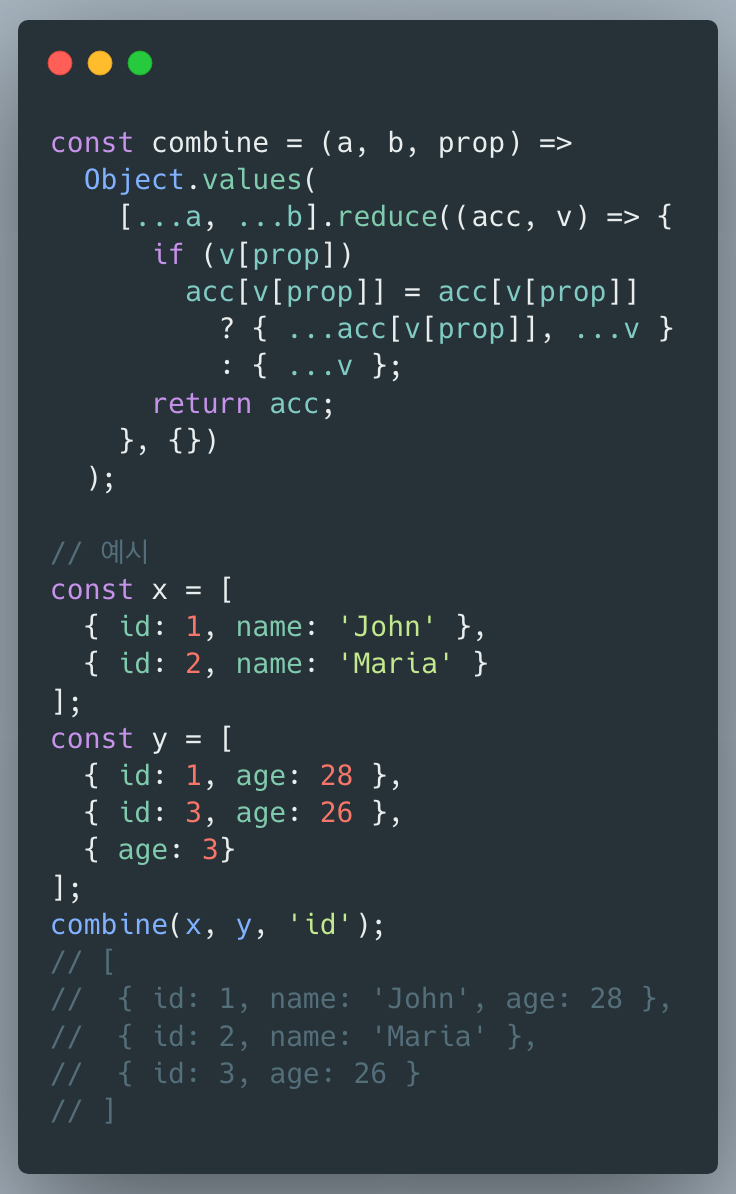 const combine = (a, b, prop) =>
  Object.values(
    [...a, ...b].reduce((acc, v) => {
      if (v[prop])
        acc[v[prop]] = acc[v[prop]]
          ? { ...acc[v[prop]], ...v }
          : { ...v };
      return acc;
    }, {})
  );

// 예시
const x = [
  { id: 1, name: 'John' },
  { id: 2, name: 'Maria' }
];
const y = [
  { id: 1, age: 28 },
  { id: 3, age: 26 },
  { age: 3}
];
combine(x, y, 'id');
// [
//  { id: 1, name: 'John', age: 28 },
//  { id: 2, name: 'Maria' },
//  { id: 3, age: 26 }
// ]